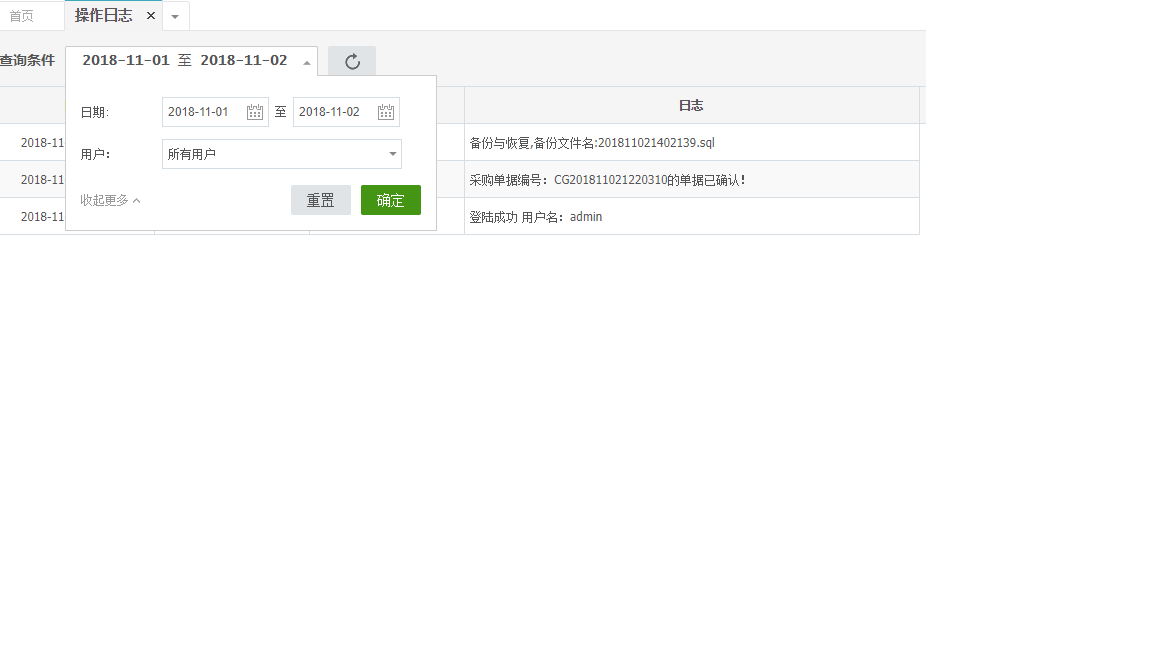 首页 操作日志
查询条件 2018-11-01 至 2018-11-02
日志
日期: 2018-11-01 至 2018-11-02
2018-11 备份与恢复,备份文件名:201811021402139.sql
用户： 所有用户
2018-11 采购单据编号：CG201811021220310的单据已确认！
收起更多 重置 确定
2018-11 登陆成功 用户名：admin